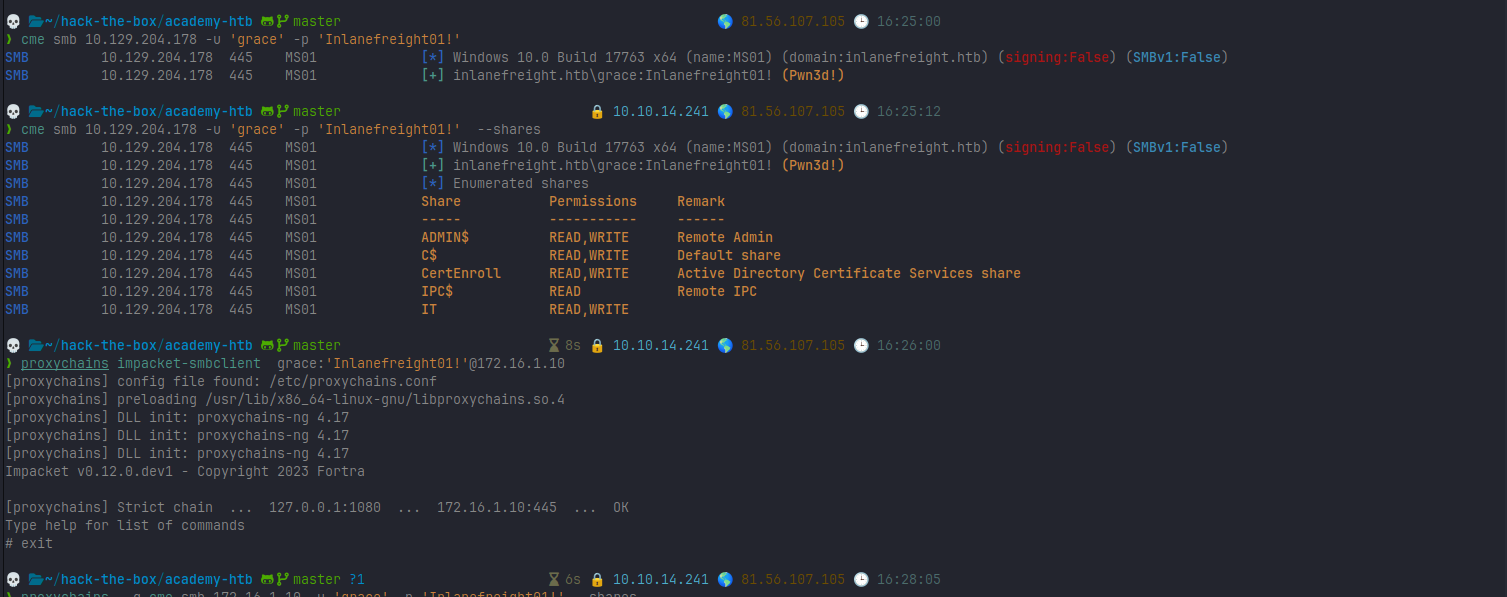 ~/hack-the-box/academy-htb master 81.56.107.105 16:25:00
❯ cme smb 10.129.204.178 -u 'grace' -p 'Inlanefreight01!'
SMB 10.129.204.178 445 MS01 [*] Windows 10.0 Build 17763 x64 (name:MS01) (domain:inlanefreight.htb) (signing:False) (SMBv1:False)
SMB 10.129.204.178 445 MS01 [+] inlanefreight.htb\grace:Inlanefreight01! (Pwn3d!)
~/hack-the-box/academy-htb master 10.10.14.241 81.56.107.105 16:25:12
❯ cme smb 10.129.204.178 -u 'grace' -p 'Inlanefreight01!' --shares
SMB 10.129.204.178 445 MS01 [*] Windows 10.0 Build 17763 x64 (name:MS01) (domain:inlanefreight.htb) (signing:False) (SMBv1:False)
SMB 10.129.204.178 445 MS01 [+] inlanefreight.htb\grace:Inlanefreight01! (Pwn3d!)
SMB 10.129.204.178 445 MS01 [*] Enumerated shares
SMB 10.129.204.178 445 MS01 Share Permissions Remark
SMB 10.129.204.178 445 MS01 ----- ----------- ------
SMB 10.129.204.178 445 MS01 ADMIN$ READ,WRITE Remote Admin
SMB 10.129.204.178 445 MS01 C$ READ,WRITE Default share
SMB 10.129.204.178 445 MS01 CertEnroll READ,WRITE Active Directory Certificate Services share
SMB 10.129.204.178 445 MS01 IPC$ READ Remote IPC
SMB 10.129.204.178 445 MS01 IT READ,WRITE
~/hack-the-box/academy-htb master 8s 10.10.14.241 81.56.107.105 16:26:00
❯ proxychains impacket-smbclient grace:'Inlanefreight01!'@172.16.1.10
[proxychains] config file found: /etc/proxychains.conf
[proxychains] preloading /usr/lib/x86_64-linux-gnu/libproxychains.so.4
[proxychains] DLL init: proxychains-ng 4.17
[proxychains] DLL init: proxychains-ng 4.17
[proxychains] DLL init: proxychains-ng 4.17
Impacket v0.12.0.dev1 - Copyright 2023 Fortra
[proxychains] Strict chain ... 127.0.0.1:1080 ... 172.16.1.10:445 ... OK
Type help for list of commands
# exit
~/hack-the-box/academy-htb master ?1 6s 10.10.14.241 81.56.107.105 16:28:05
❯ proxychains -q cme smb 172.16.1.10 -u 'grace' -p 'Inlanefreight01!' --shares